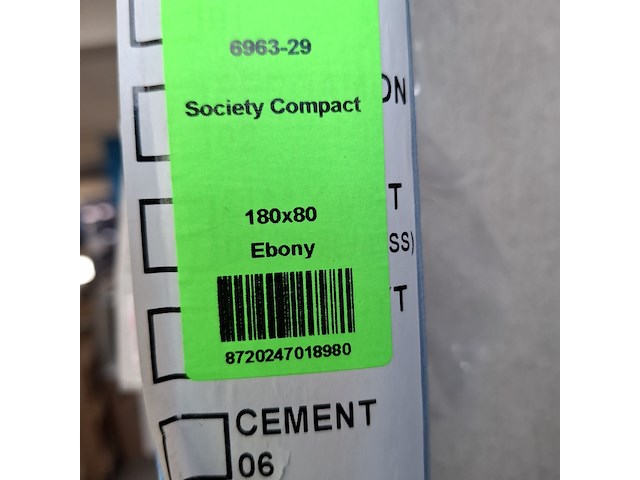 6963-29
Society Compact
180x80
Ebony
8720247018980
CEMENT
06